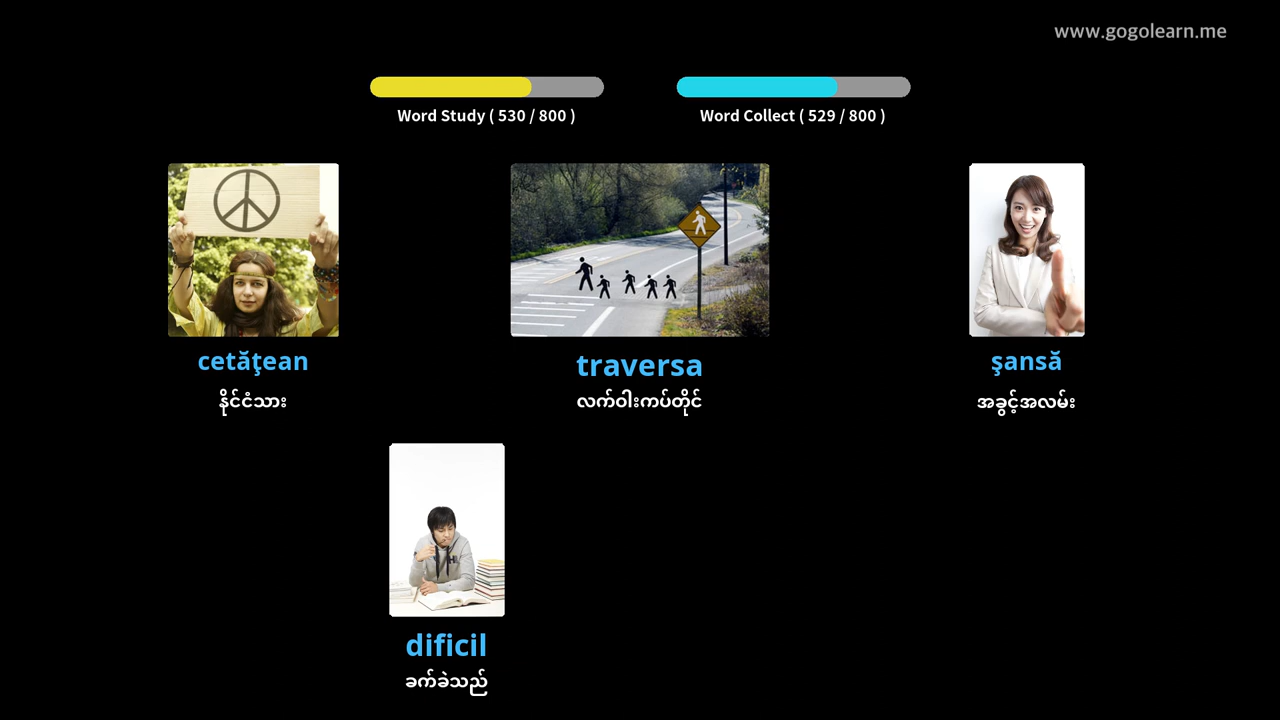 www.gogolearn.me
Word Study ( 530 / 800 )
Word Collect ( 529 / 800 )
cetăţean
traversa
şansă
နိုင်ငံသား
လက်ဝါးကပ်တိုင်
အခွင့်အလမ်း
dificil
ခက်ခဲသည်